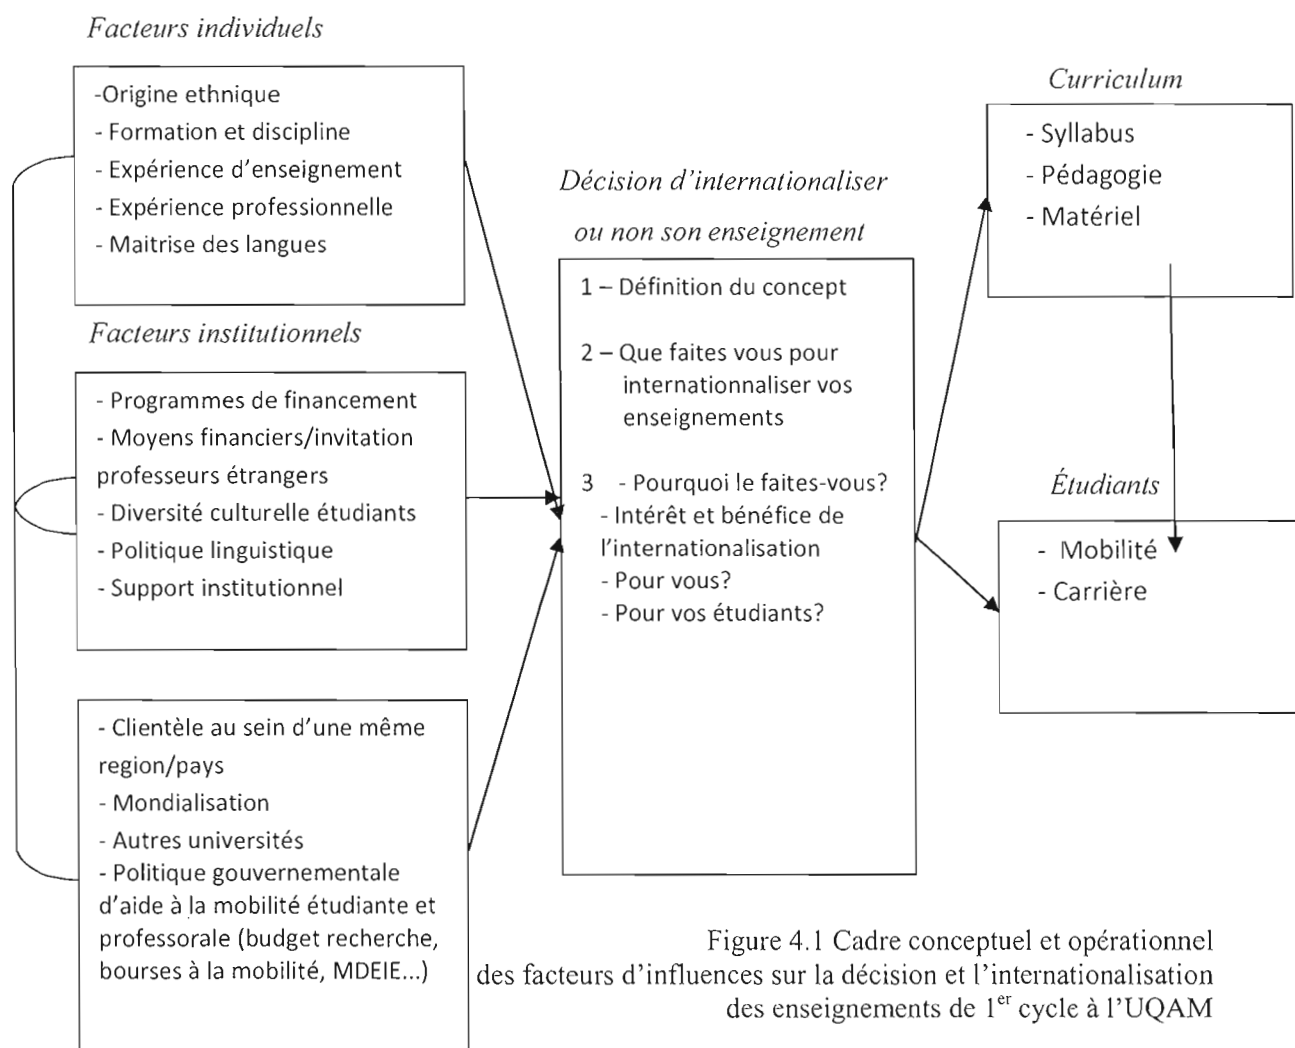 Facteurs individuels
-Origine ethnique
- Formation et discipline
- Expérience d'enseignement
- Expérience professionnelle
- Maitrise des langues
Facteurs institutionnels
- Programmes de financement
- Moyens financiers/invitation
professeurs étrangers
- Diversité culturelle étudiants
- Politique linguistique
- Support institutionnel
- Clientèle au sein d'une même
region/pays
- Mondialisation
- Autres universités
- Politique gouvernementale
d'aide à la mobilité étudiante et
professorale (budget recherche,
bourses à la mobilité, MDEIE...)
Décision d'internationaliser
ou non son enseignement
1 – Définition du concept
2 – Que faites vous pour
internationnaliser vos
enseignements
3 - Pourquoi le faites-vous?
- Intérêt et bénéfice de
l'internationalisation
- Pour vous?
- Pour vos étudiants?
Curriculum
- Syllabus
- Pédagogie
- Matériel
Étudiants
- Mobilité
- Carrière
Figure 4.1 Cadre conceptuel et opérationnel
des facteurs d'influences sur la décision et l'internationalisation
des enseignements de 1er cycle à l'UQAM